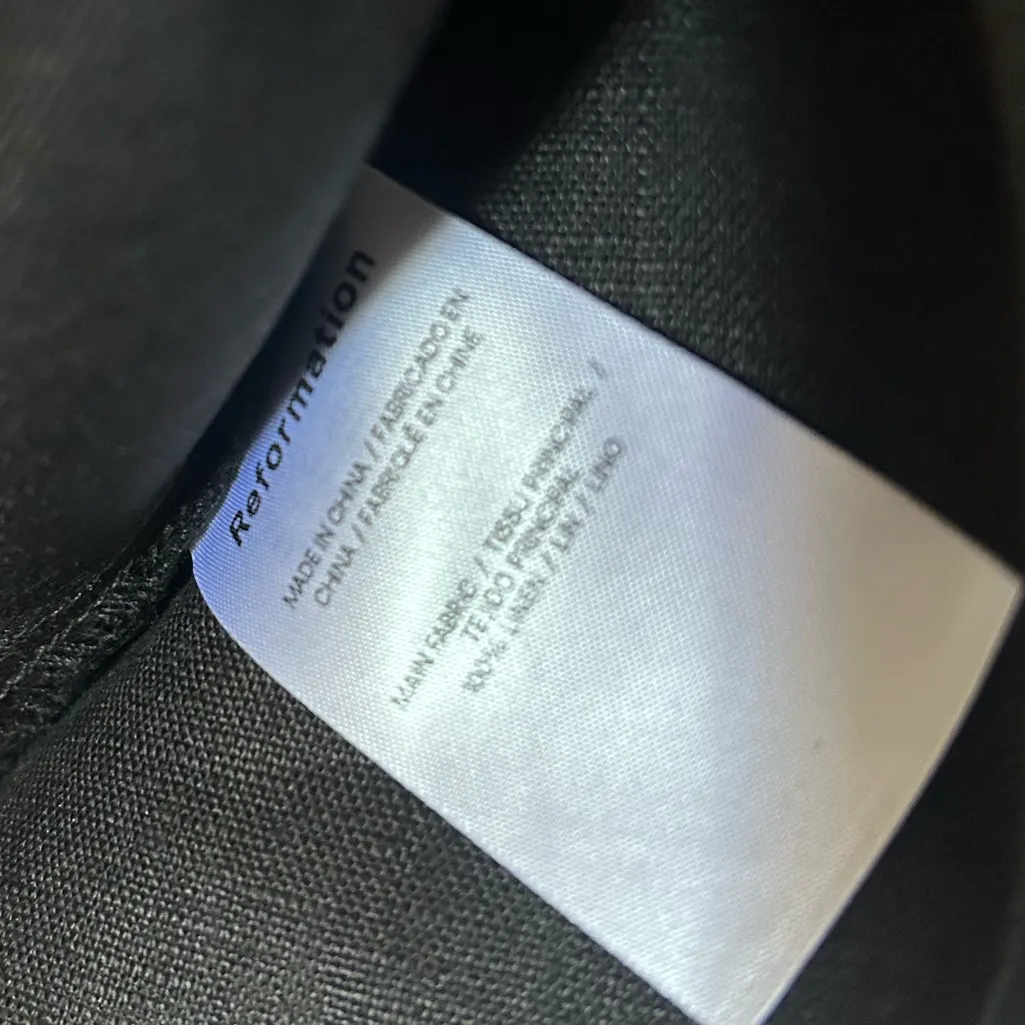 Reformation
MADE IN CHINA / FABRICADO EN
CHINA / FABRIQUÉ EN CHINE
MAIN FABRIC / TISSU PRINCIPAL /
TEJIDO PRINCIPAL
100% LINEN / LIN / LINO